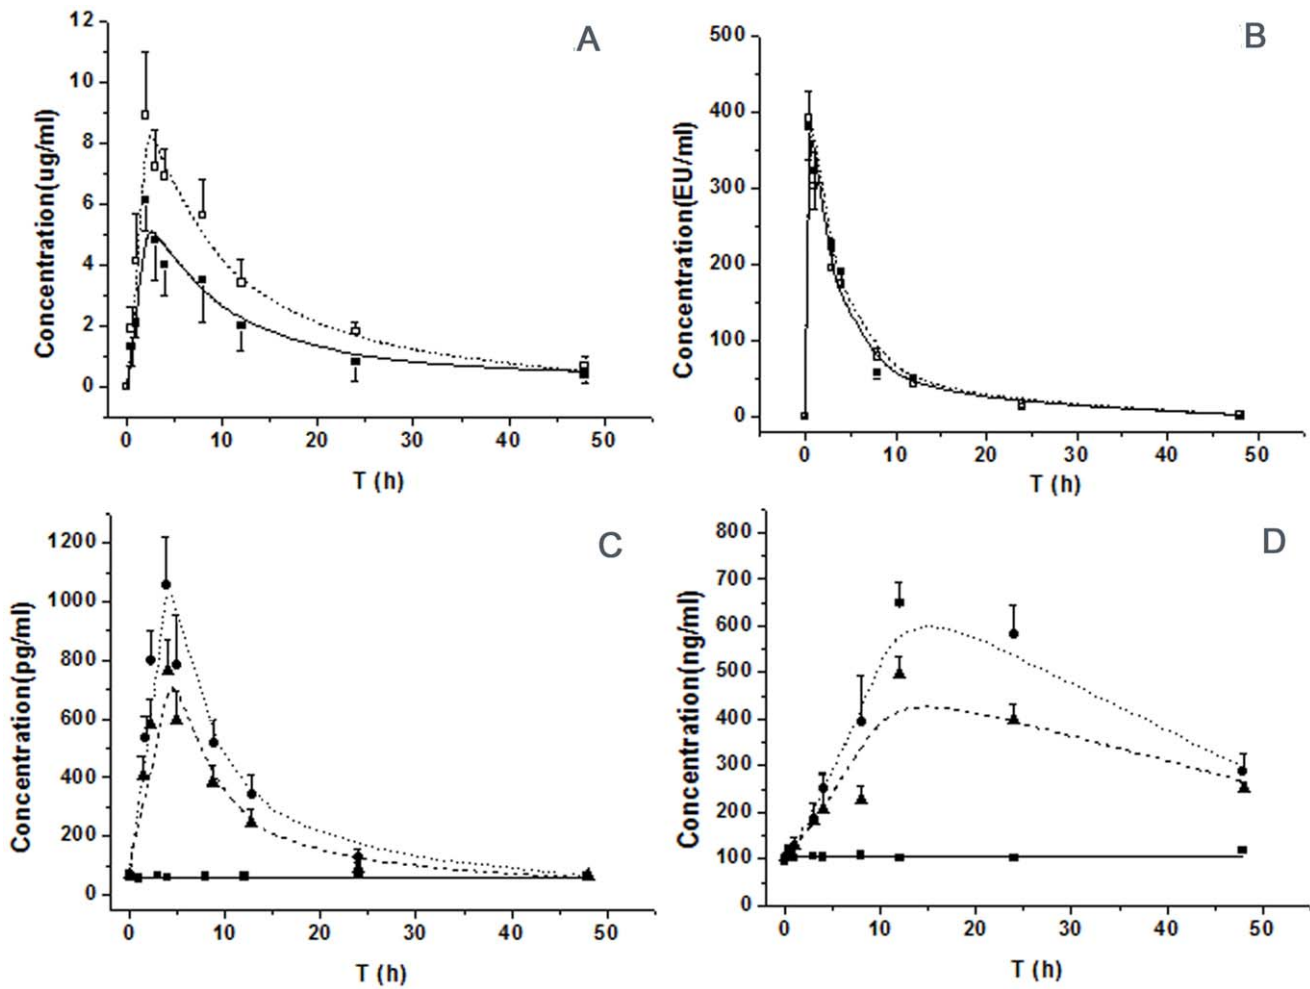 A
Concentration(ug/ml)
12
10
8
6
4
2
0
0 10 20 30 40 50
T (h)
B
Concentration(EU/ml)
500
400
300
200
100
0
0 10 20 30 40 50
T (h)
C
Concentration(pg/ml)
1200
1000
800
600
400
200
0
0 10 20 30 40 50
T (h)
D
Concentration(ng/ml)
800
700
600
500
400
300
200
100
0
0 10 20 30 40 50
T (h)